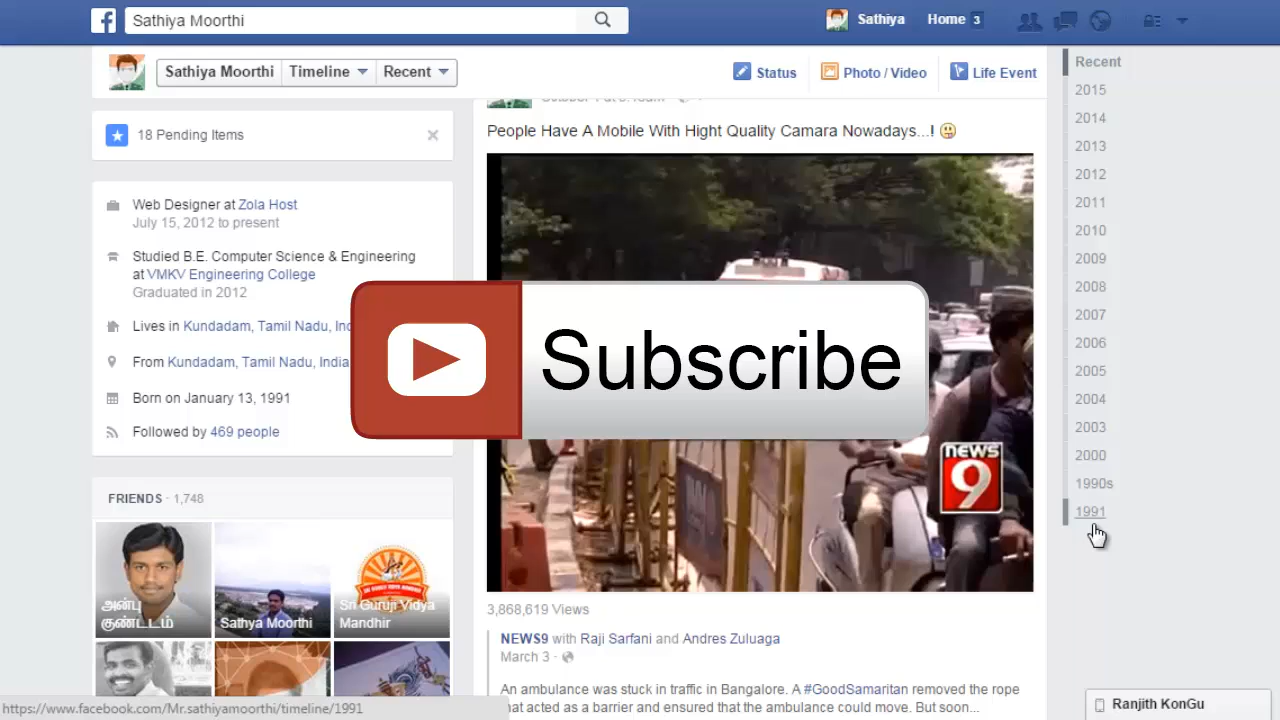 Sathiya Moorthi
Sathiya
Home 3
Sathiya Moorthi
Timeline
Recent
Status
Photo / Video
Life Event
18 Pending Items
Web Designer at Zola Host
July 15, 2012 to present
Studied B.E. Computer Science & Engineering
at VMKV Engineering College
Graduated in 2012
Lives in Kundadam, Tamil Nadu,
From Kundadam, Tamil Nadu, India
Born on January 13, 1991
Followed by 469 people
FRIENDS · 1,748
அன்பு
குண்டடம்
Sathya Moorthi
Sri Guruji Vidya
Mandhir
People Have A Mobile With Hight Quality Camara Nowadays...!
Subscribe
NEWS
9
3,868,619 Views
NEWS9 with Raji Sarfani and Andres Zuluaga
March 3 ·
An ambulance was stuck in traffic in Bangalore. A #GoodSamaritan removed the rope
that acted as a barrier and ensured that the ambulance could move. But soon...
Recent
2015
2014
2013
2012
2011
2010
2009
2008
2007
2006
2005
2004
2003
2000
1990s
1991
https://www.facebook.com/Mr.sathiyamoorthi/timeline/1991
Ranjith KonGu